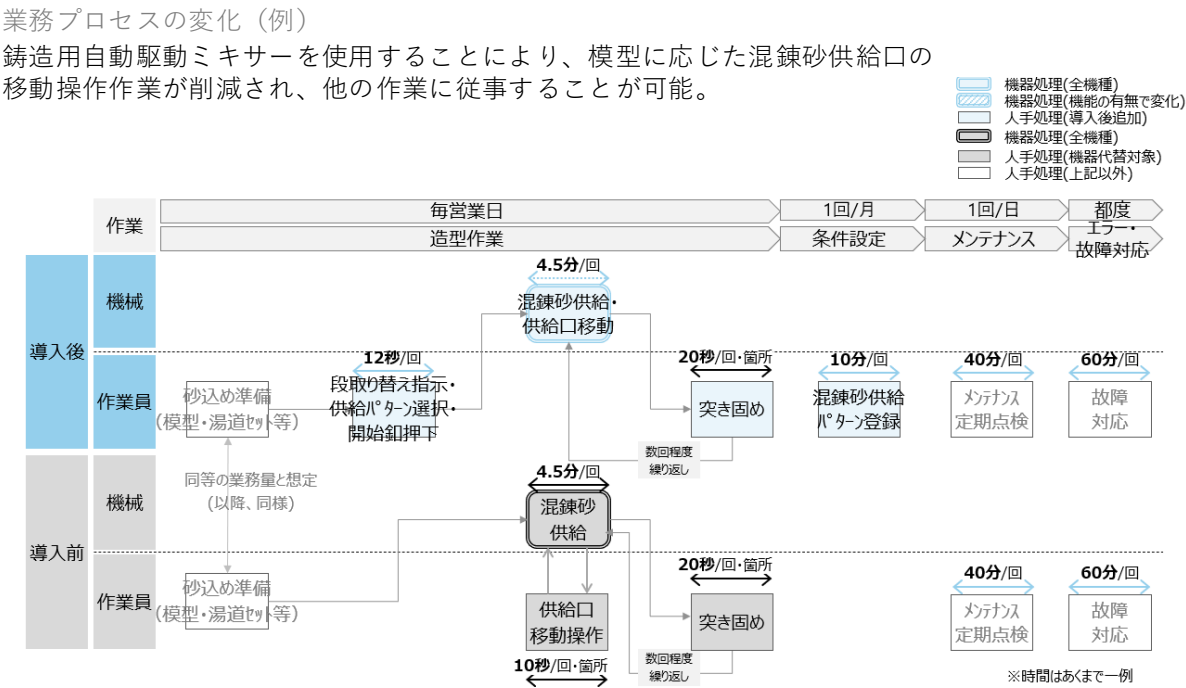 業務プロセスの変化（例）
鋳造用自動駆動ミキサーを使用することにより、模型に応じた混錬砂供給口の
移動操作作業が削減され、他の作業に従事することが可能。
機器処理(全機種)
機器処理(機能の有無で変化)
人手処理(導入後追加)
機器処理(全機種)
人手処理(機器代替対象)
人手処理(上記以外)
作業
毎営業日
1回/月
1回/日
都度
造型作業
条件設定
メンテナンス
エラー・
故障対応
導入後
機械
4.5分/回
混錬砂供給・
供給口移動
作業員
砂込め準備
(模型・湯道セット等)
12秒/回
段取り替え指示・
供給パターン選択・
開始釦押下
20秒/回・箇所
突き固め
10分/回
混錬砂供給
パターン登録
40分/回
メンテナンス
定期点検
60分/回
故障
対応
数回程度
繰り返し
同等の業務量と想定
(以降、同様)
導入前
機械
4.5分/回
混錬砂
供給
作業員
砂込め準備
(模型・湯道セット等)
供給口
移動操作
10秒/回・箇所
20秒/回・箇所
突き固め
数回程度
繰り返し
40分/回
メンテナンス
定期点検
60分/回
故障
対応
※時間はあくまで一例